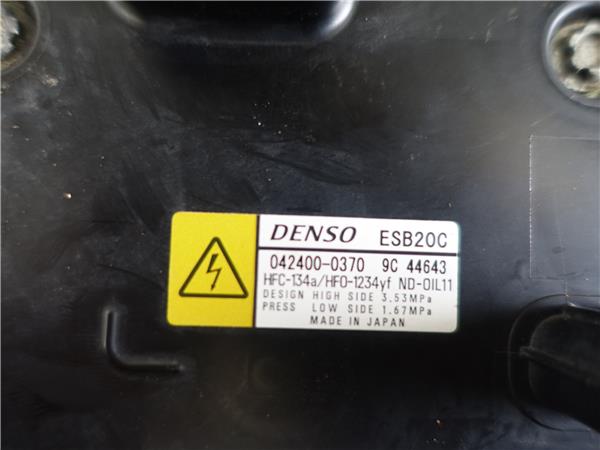 DENSO ESB20C
042400-0370 9C 44643
HFC-134a/HFO-1234yf ND-OIL11
DESIGN HIGH SIDE 3.53MPa
PRESS LOW SIDE 1.67MPa
MADE IN JAPAN